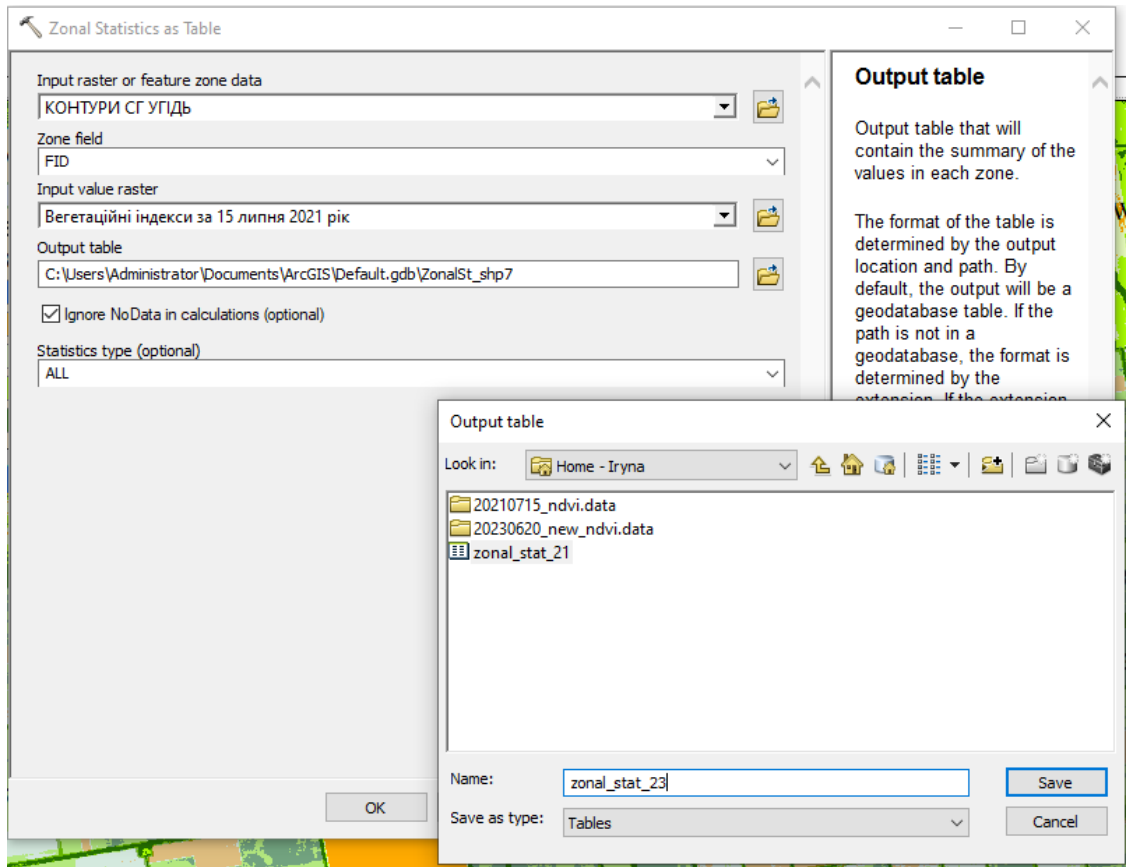 Zonal Statistics as Table
Input raster or feature zone data
КОНТУРИ СГ УГІДЬ
Zone field
FID
Input value raster
Вегетаційні індекси за 15 липня 2021 рік
Output table
C:\Users\Administrator\Documents\ArcGIS\Default.gdb\ZonalSt_shp7
Ignore NoData in calculations (optional)
Statistics type (optional)
ALL
OK
Output table
Output table that will
contain the summary of the
values in each zone.
The format of the table is
determined by the output
location and path. By
default, the output will be a
geodatabase table. If the
path is not in a
geodatabase, the format is
determined by the
extension. If the extension
Output table
Look in:
Home - Iryna
20210715_ndvi.data
20230620_new_ndvi.data
zonal_stat_21
Name:
zonal_stat_23
Save
Save as type:
Tables
Cancel